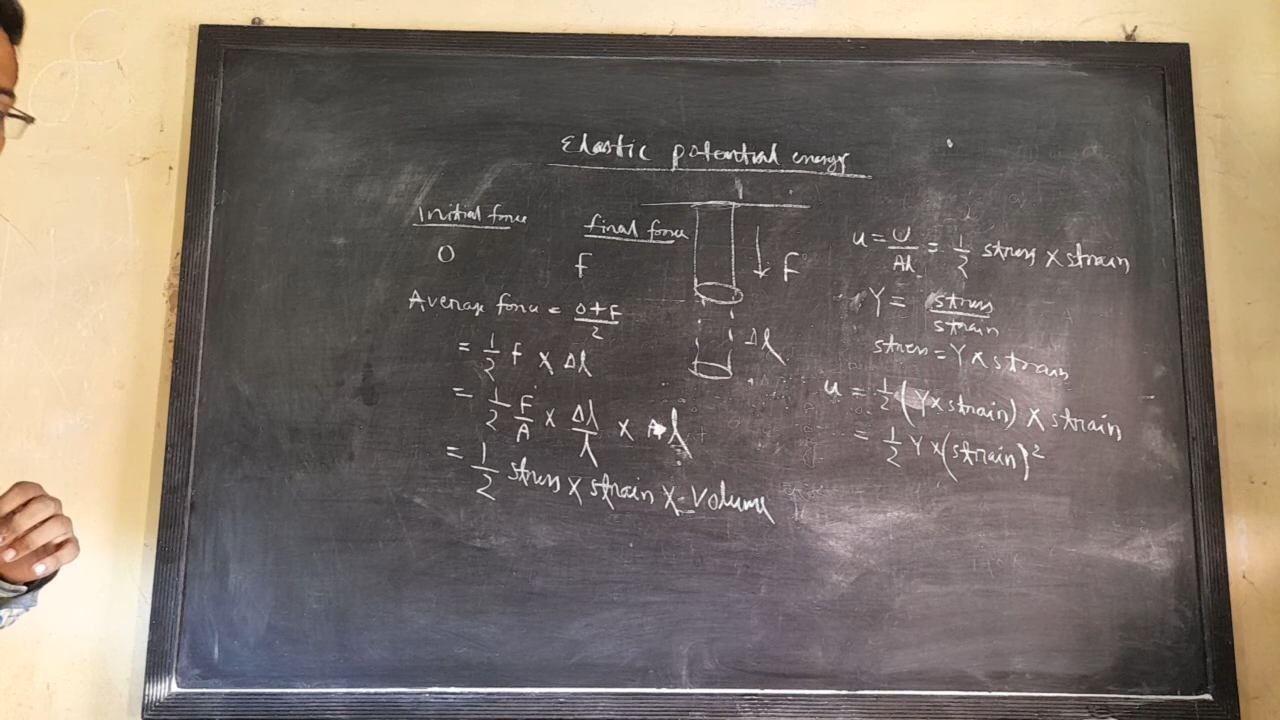 Elastic potential energy
Initial force
final force
0
F
Average force = 0+F/2
= 1/2 F × Δl
= 1/2 F/A × Δl/l × Al
= 1/2 stress × strain × Volume
F
Δl
u = U/Al = 1/2 stress × strain
Y = stress/strain
stress = Y × strain
u = 1/2 (Y × strain) × strain
= 1/2 Y × (strain)²